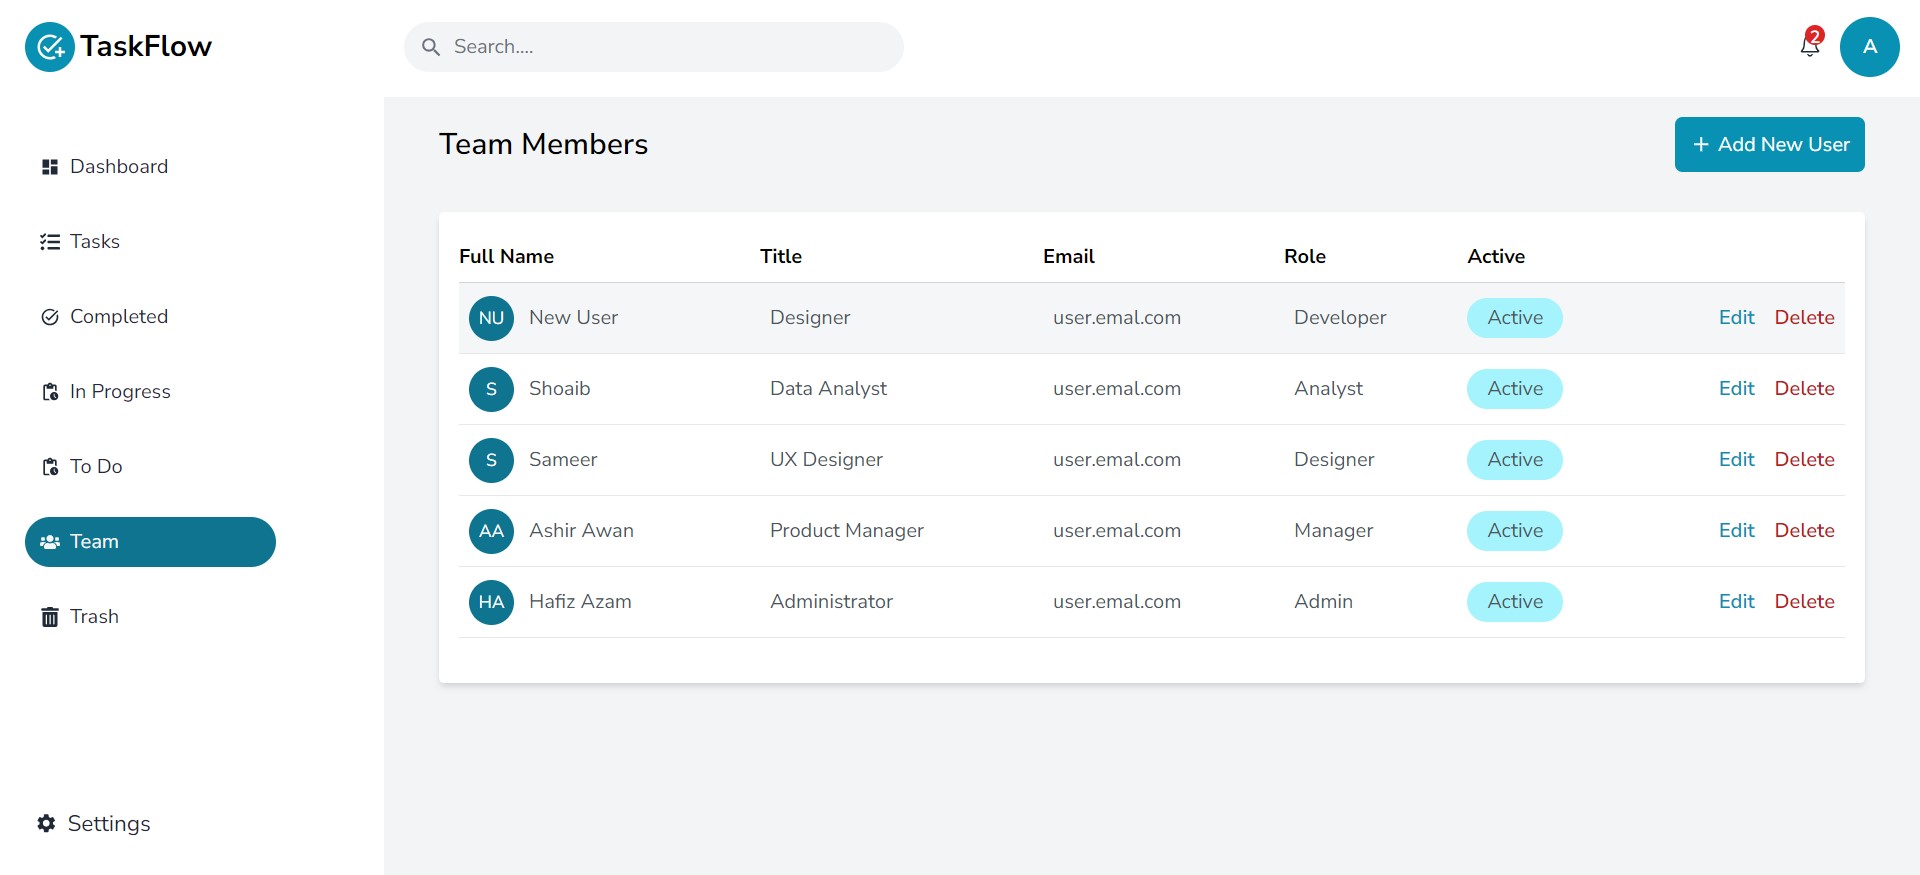 TaskFlow
Search....
2
A
Dashboard
Tasks
Completed
In Progress
To Do
Team
Trash
Settings
Team Members
+ Add New User
Full Name Title Email Role Active
NU New User Designer user.emal.com Developer Active Edit Delete
S Shoaib Data Analyst user.emal.com Analyst Active Edit Delete
S Sameer UX Designer user.emal.com Designer Active Edit Delete
AA Ashir Awan Product Manager user.emal.com Manager Active Edit Delete
HA Hafiz Azam Administrator user.emal.com Admin Active Edit Delete